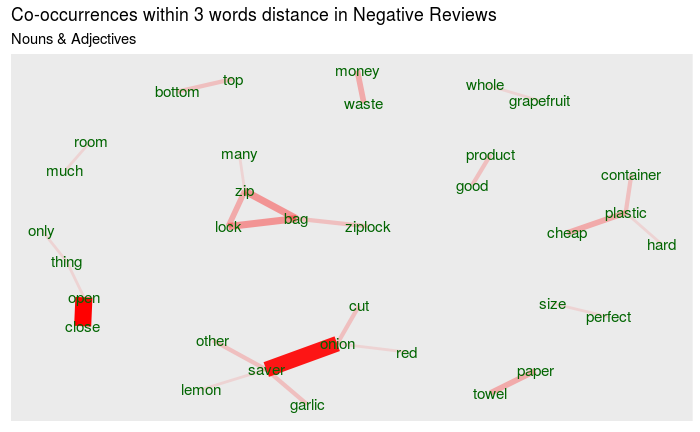 Co-occurrences within 3 words distance in Negative Reviews
Nouns & Adjectives
money
top
bottom
whole
grapefruit
waste
room
many
product
much
zip
good
container
plastic
bag
lock
ziplock
only
cheap
hard
thing
open
close
cut
size
perfect
other
onion
red
saver
paper
lemon
towel
garlic